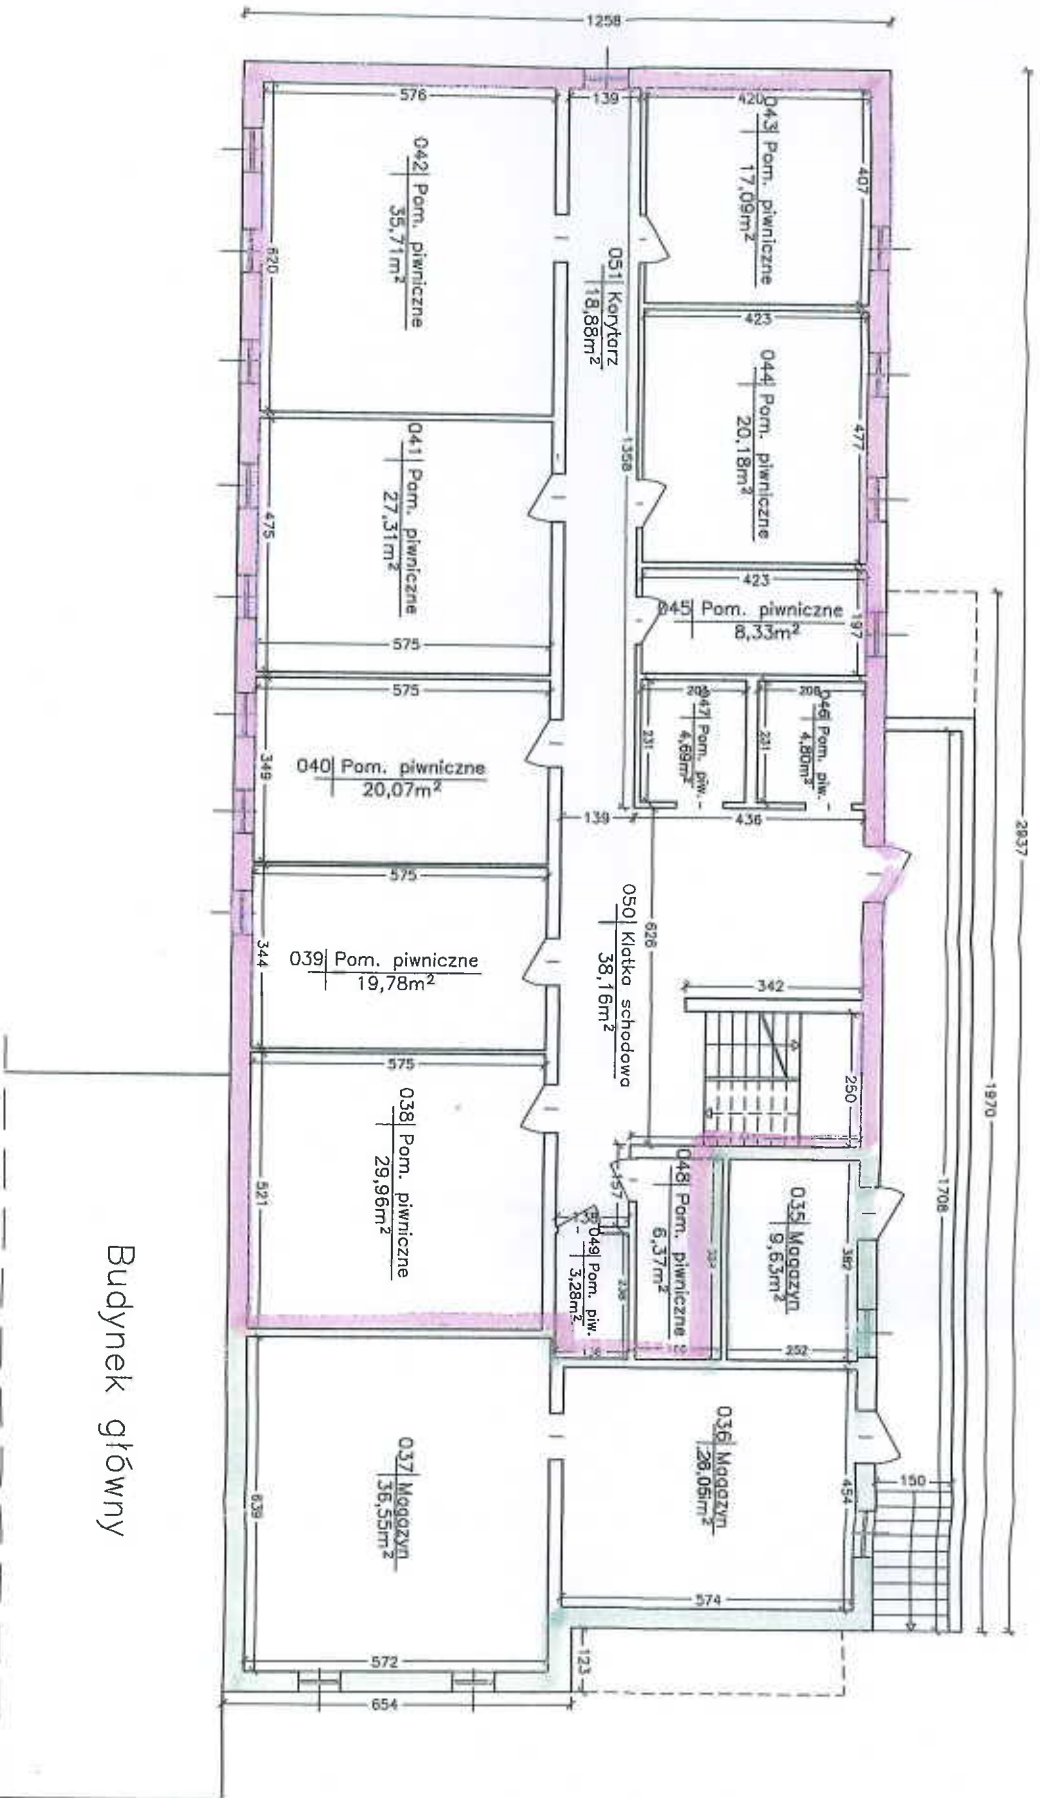 1258
576
139
420
043 Pom. piwniczne
17,09m²
407
042 Pom. piwniczne
35,71m²
620
051 Korytarz
18,88m²
423
044 Pom. piwniczne
20,18m²
477
1358
041 Pom. piwniczne
27,31m²
475
575
423
045 Pom. piwniczne
8,33m²
197
575
040 Pom. piwniczne
20,07m²
349
047 Pom. piw.
4,69m²
231
208
046 Pom. piw.
4,80m²
231
139
436
2937
575
039 Pom. piwniczne
19,78m²
344
050 Klatka schodowa
38,16m²
626
342
250
1970
1708
575
038 Pom. piwniczne
29,96m²
521
048 Pom. piwniczne
6,37m²
157
138
049 Pom. piw.
3,28m²
238
138
035 Magazyn
9,63m²
382
252
037 Magazyn
36,55m²
639
572
654
036 Magazyn
26,06m²
454
574
150
123
Budynek główny